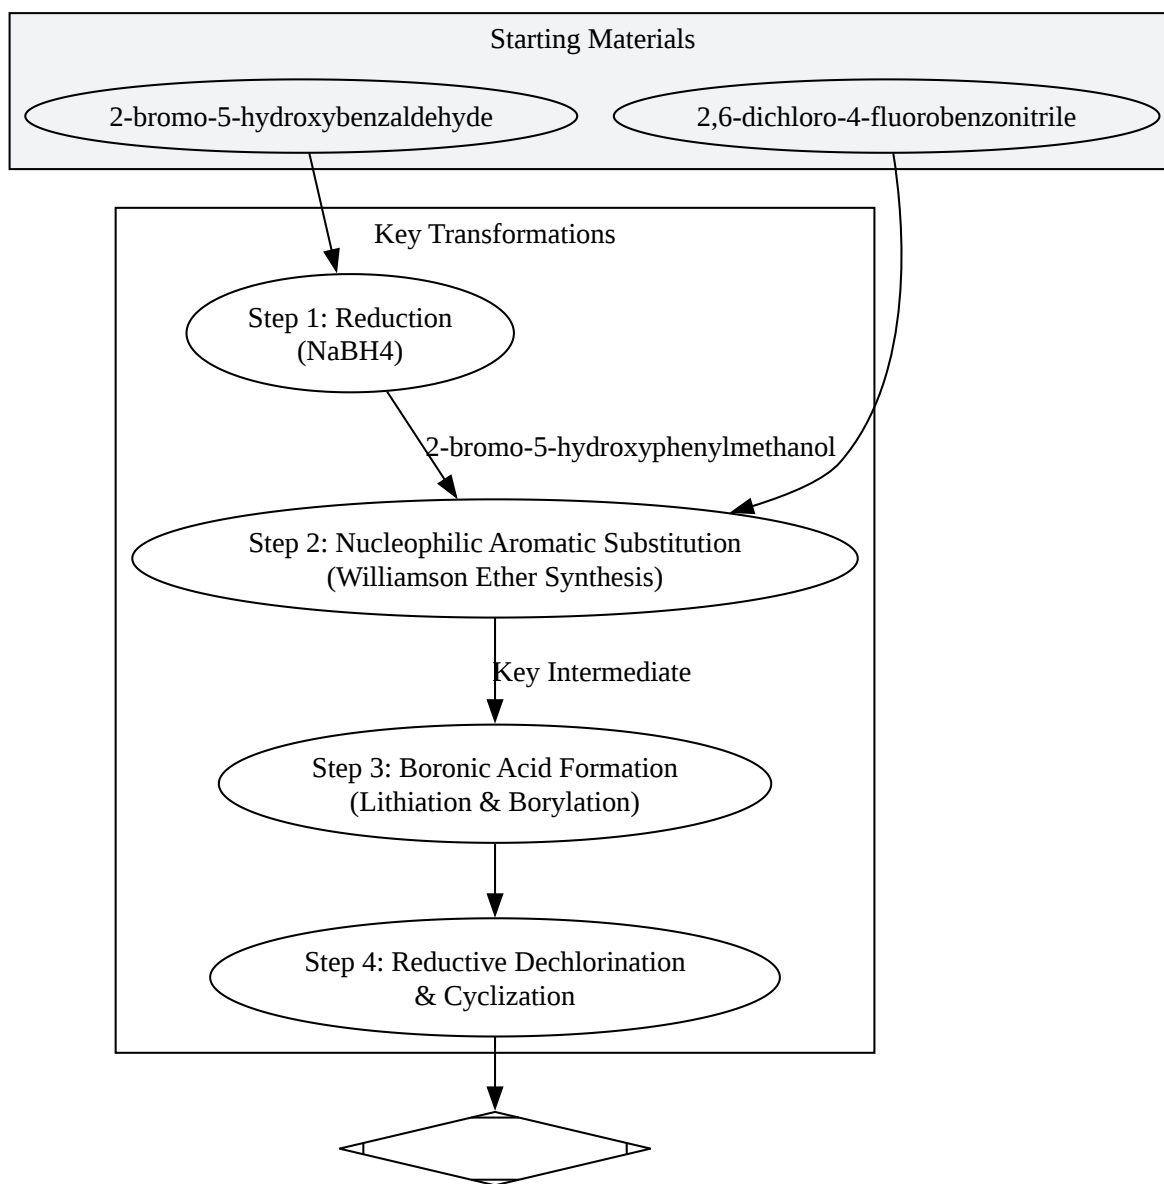 Starting Materials
2-bromo-5-hydroxybenzaldehyde
2,6-dichloro-4-fluorobenzonitrile
Key Transformations
Step 1: Reduction
(NaBH4)
2-bromo-5-hydroxyphenylmethanol
Step 2: Nucleophilic Aromatic Substitution
(Williamson Ether Synthesis)
Key Intermediate
Step 3: Boronic Acid Formation
(Lithiation & Borylation)
Step 4: Reductive Dechlorination
& Cyclization